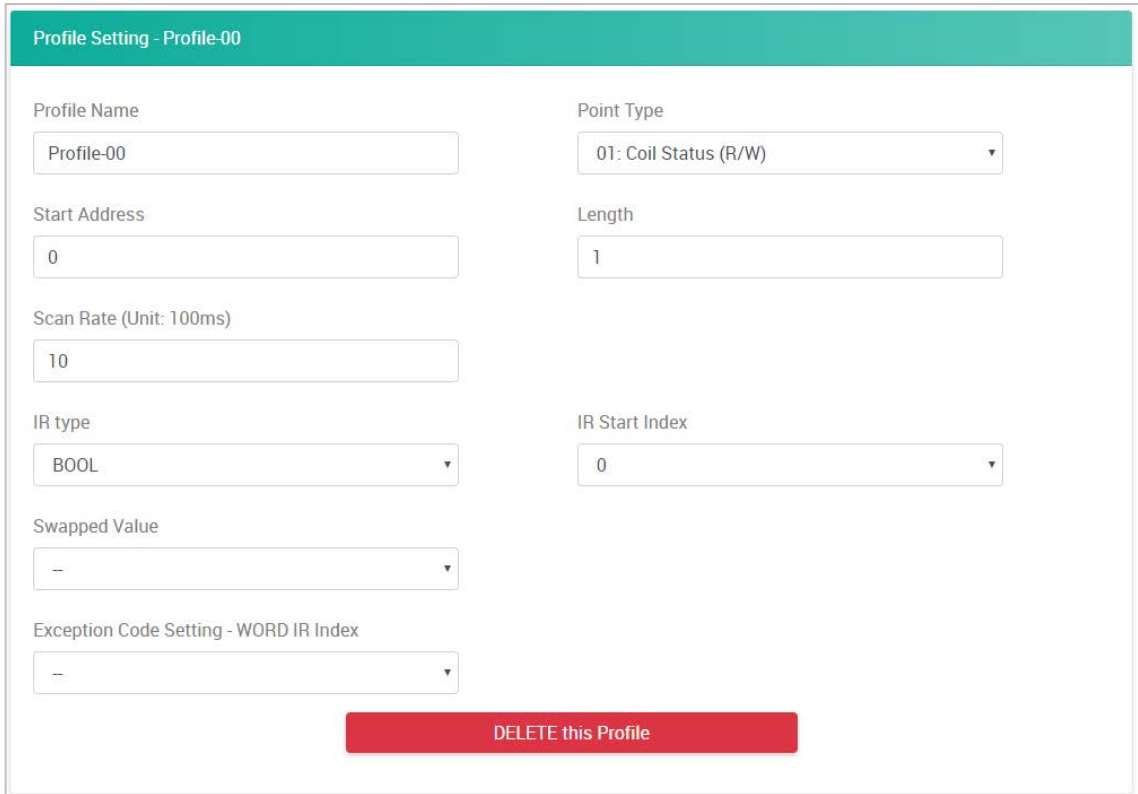 Profile Setting - Profile-00
Profile Name
Point Type
Profile-00
01: Coil Status (R/W)
Start Address
Length
0
1
Scan Rate (Unit: 100ms)
10
IR type
IR Start Index
BOOL
0
Swapped Value
--
Exception Code Setting - WORD IR Index
--
DELETE this Profile